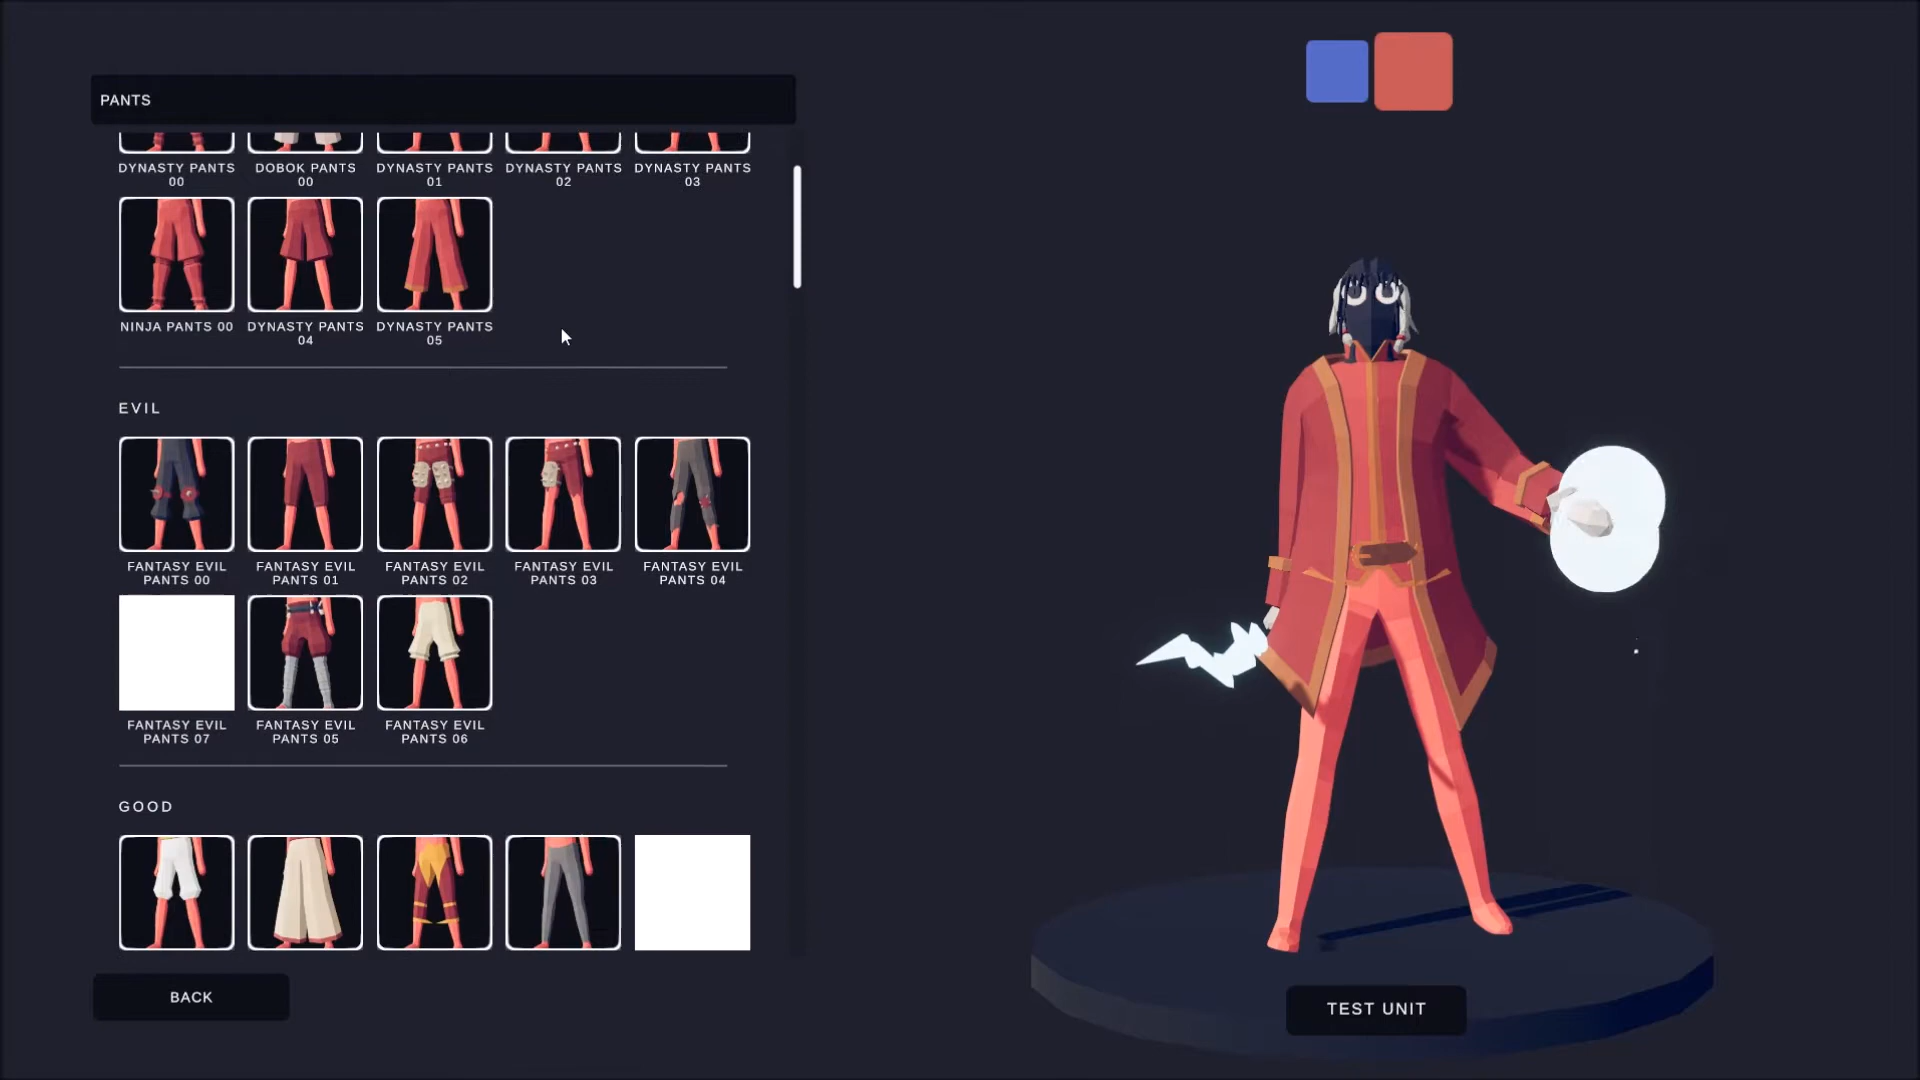 PANTS
DYNASTY PANTS
00
DOBOK PANTS
00
DYNASTY PANTS
01
DYNASTY PANTS
02
DYNASTY PANTS
03
NINJA PANTS 00
DYNASTY PANTS
04
DYNASTY PANTS
05
EVIL
FANTASY EVIL
PANTS 00
FANTASY EVIL
PANTS 01
FANTASY EVIL
PANTS 02
FANTASY EVIL
PANTS 03
FANTASY EVIL
PANTS 04
FANTASY EVIL
PANTS 07
FANTASY EVIL
PANTS 05
FANTASY EVIL
PANTS 06
GOOD
BACK
TEST UNIT